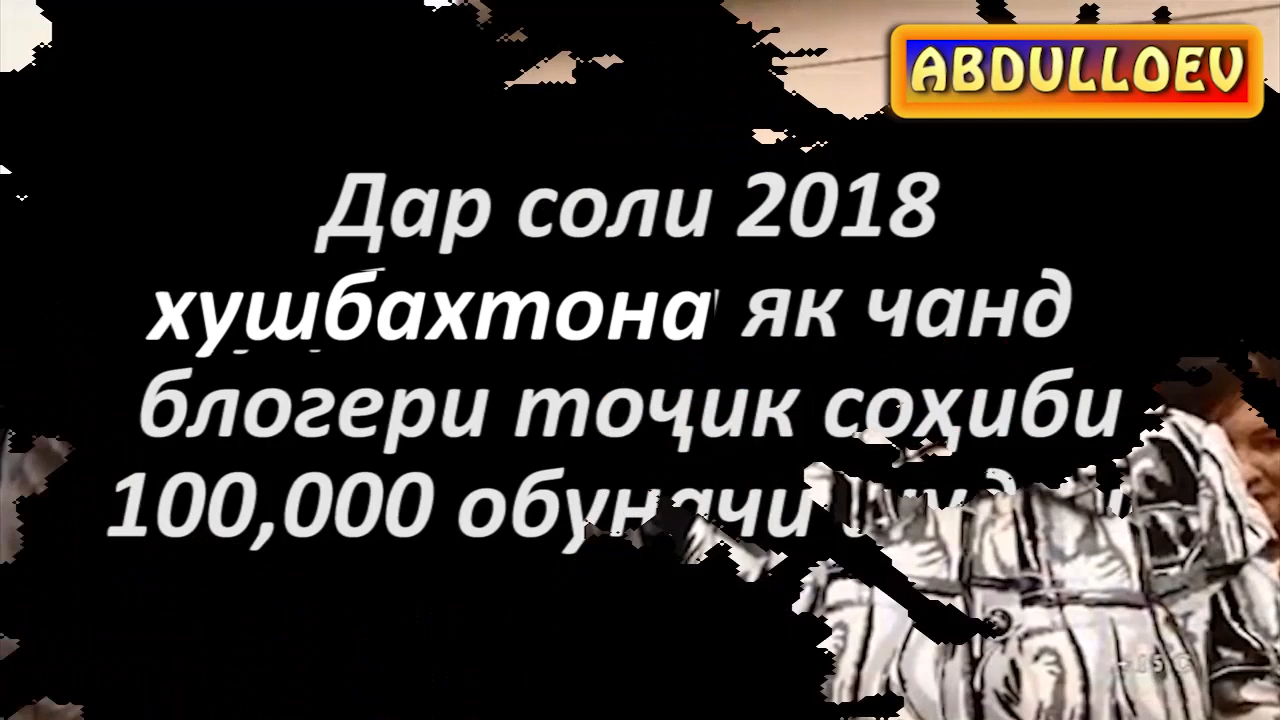 ABDULLOEV
Дар соли 2018
хушбахтона як чанд
блогери тоҷик соҳиби
100,000 обуначи